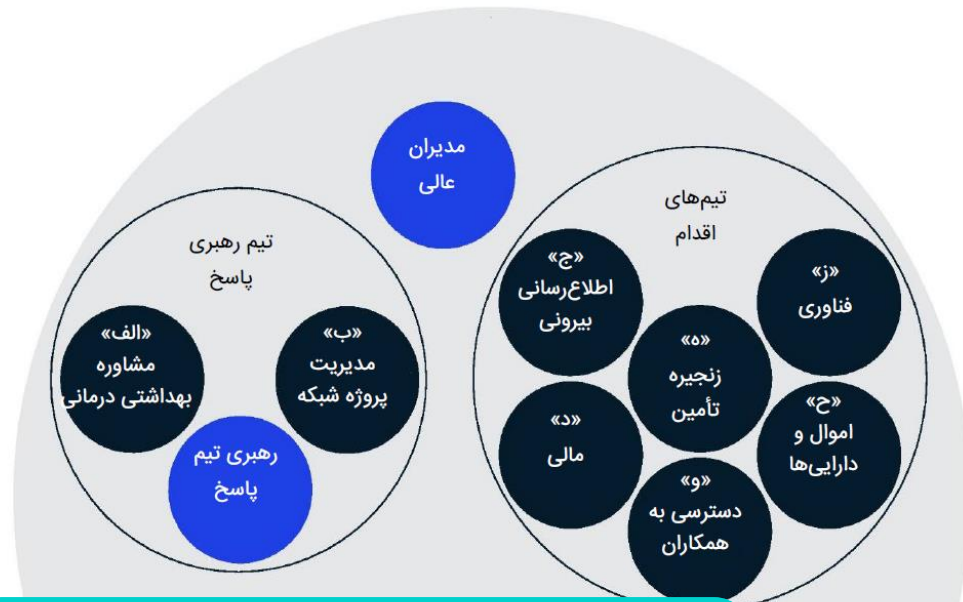 مدیران
عالی
تیم‌های
اقدام
«ج»
اطلاع‌رسانی
بیرونی
«ز»
فناوری
«ه»
زنجیره
تأمین
«د»
مالی
«ح»
اموال و
دارایی‌ها
«و»
دسترسی به
همکاران
تیم رهبری
پاسخ
«ب»
مدیریت
پروژه شبکه
«الف»
مشاوره
بهداشتی درمانی
رهبری تیم
پاسخ